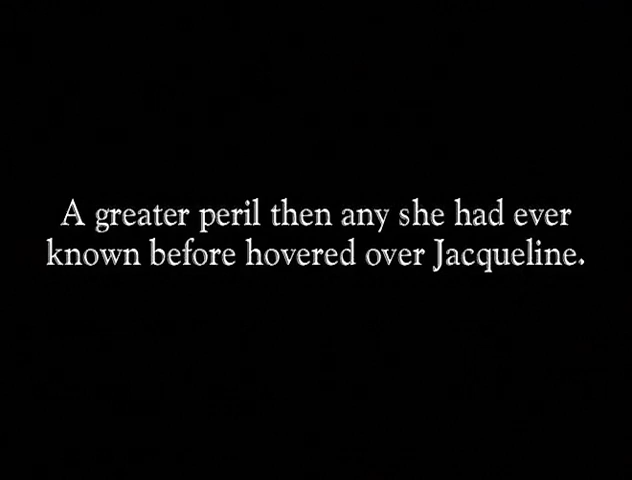 A greater peril then any she had ever
known before hovered over Jacqueline.